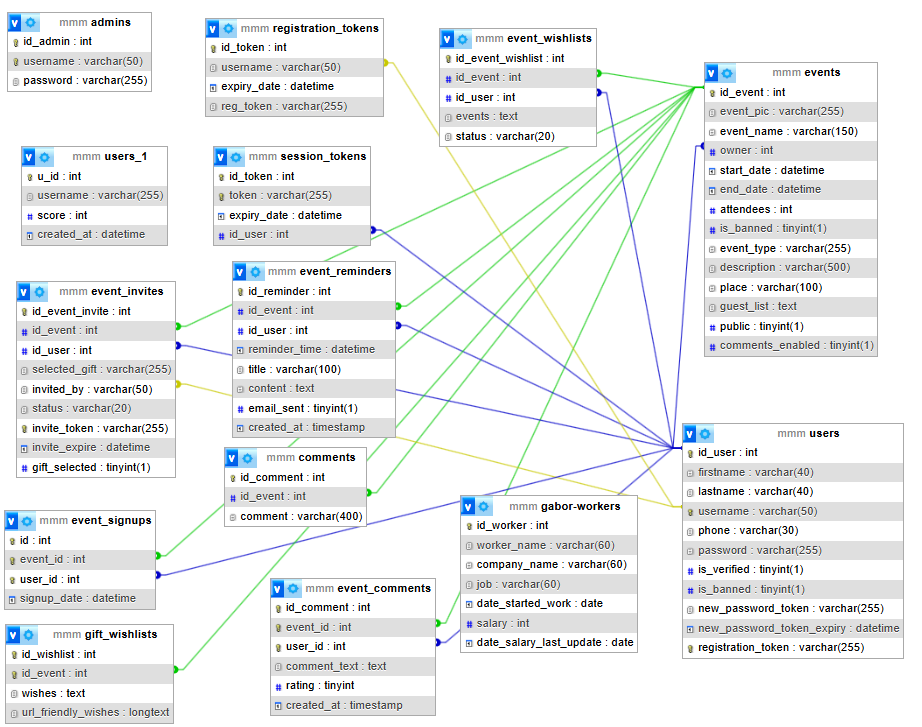 mmm admins
id_admin : int
username : varchar(50)
password : varchar(255)
mmm registration_tokens
id_token : int
username : varchar(50)
expiry_date : datetime
reg_token : varchar(255)
mmm event_wishlists
id_event_wishlist : int
id_event : int
id_user : int
events : text
status : varchar(20)
mmm events
id_event : int
event_pic : varchar(255)
event_name : varchar(150)
owner : int
start_date : datetime
end_date : datetime
attendees : int
is_banned : tinyint(1)
event_type : varchar(255)
description : varchar(500)
place : varchar(100)
guest_list : text
public : tinyint(1)
comments_enabled : tinyint(1)
mmm users_1
u_id : int
username : varchar(255)
score : int
created_at : datetime
mmm session_tokens
id_token : int
token : varchar(255)
expiry_date : datetime
id_user : int
mmm event_invites
id_event_invite : int
id_event : int
id_user : int
selected_gift : varchar(255)
invited_by : varchar(50)
status : varchar(20)
invite_token : varchar(255)
invite_expire : datetime
gift_selected : tinyint(1)
mmm event_reminders
id_reminder : int
id_event : int
id_user : int
reminder_time : datetime
title : varchar(100)
content : text
email_sent : tinyint(1)
created_at : timestamp
mmm comments
id_comment : int
id_event : int
comment : varchar(400)
mmm users
id_user : int
firstname : varchar(40)
lastname : varchar(40)
username : varchar(50)
phone : varchar(30)
password : varchar(255)
is_verified : tinyint(1)
is_banned : tinyint(1)
new_password_token : varchar(255)
new_password_token_expiry : datetime
registration_token : varchar(255)
mmm event_signups
id : int
event_id : int
user_id : int
signup_date : datetime
mmm gabor-workers
id_worker : int
worker_name : varchar(60)
company_name : varchar(60)
job : varchar(60)
date_started_work : date
salary : int
date_salary_last_update : date
mmm event_comments
id_comment : int
event_id : int
user_id : int
comment_text : text
rating : tinyint
created_at : timestamp
mmm gift_wishlists
id_wishlist : int
id_event : int
wishes : text
url_friendly_wishes : longtext